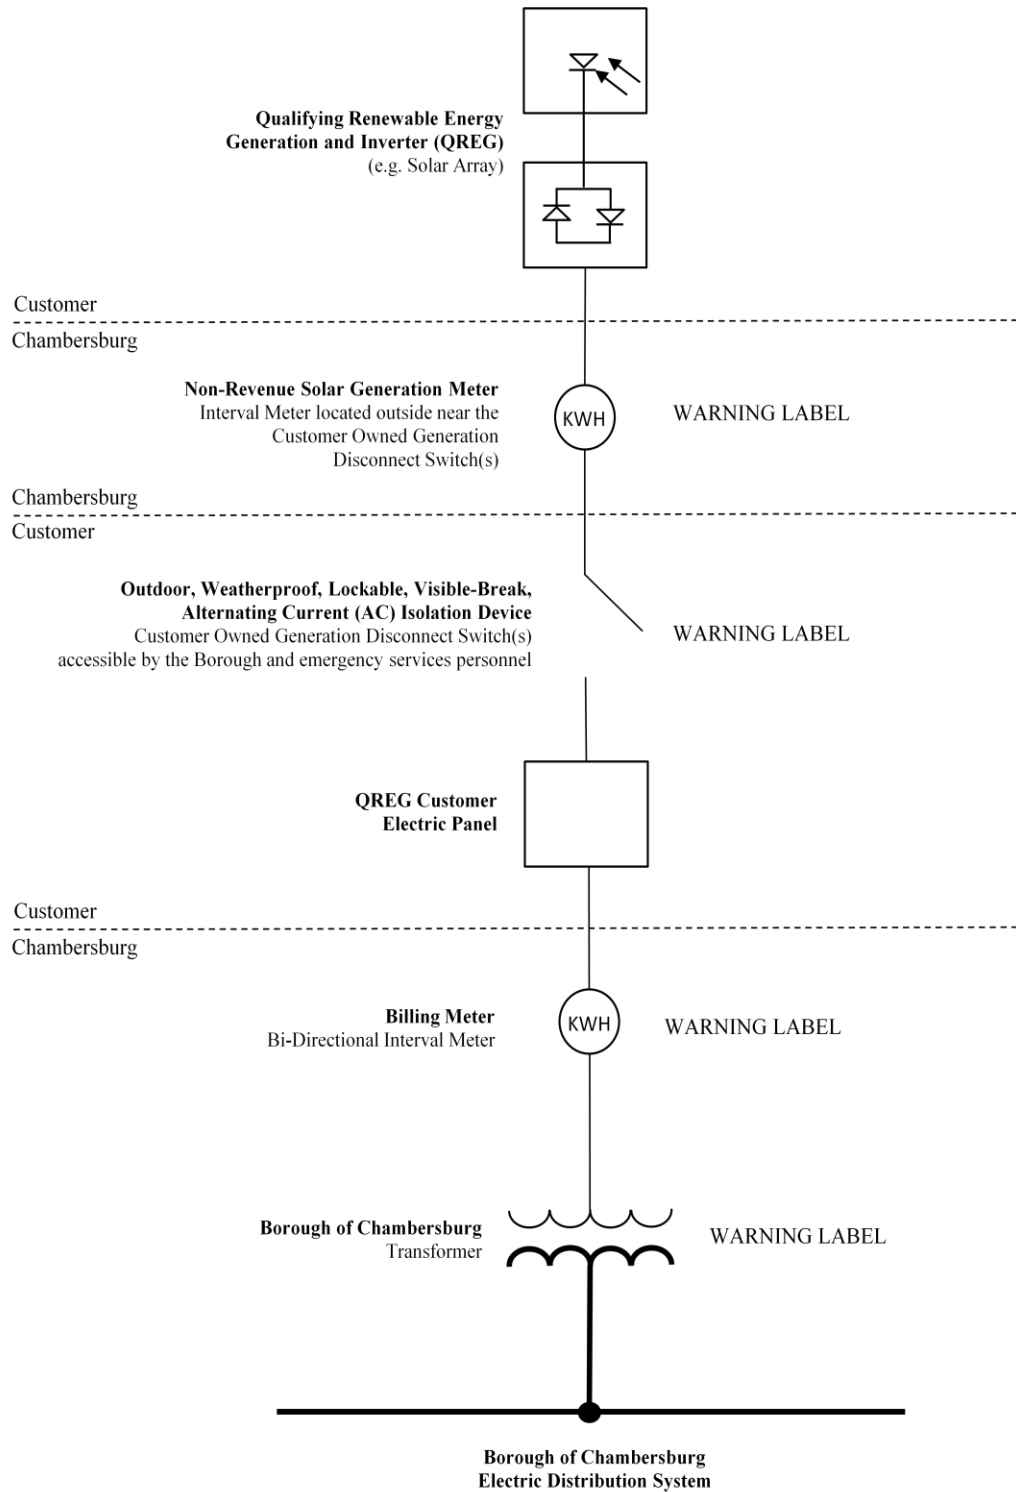 Qualifying Renewable Energy
Generation and Inverter (QREG)
(e.g. Solar Array)
Customer
Chambersburg
Non-Revenue Solar Generation Meter
Interval Meter located outside near the
Customer Owned Generation
Disconnect Switch(s)
KWH
WARNING LABEL
Chambersburg
Customer
Outdoor, Weatherproof, Lockable, Visible-Break,
Alternating Current (AC) Isolation Device
Customer Owned Generation Disconnect Switch(s)
accessible by the Borough and emergency services personnel
WARNING LABEL
QREG Customer
Electric Panel
Customer
Chambersburg
Billing Meter
Bi-Directional Interval Meter
KWH
WARNING LABEL
Borough of Chambersburg
Transformer
WARNING LABEL
Borough of Chambersburg
Electric Distribution System